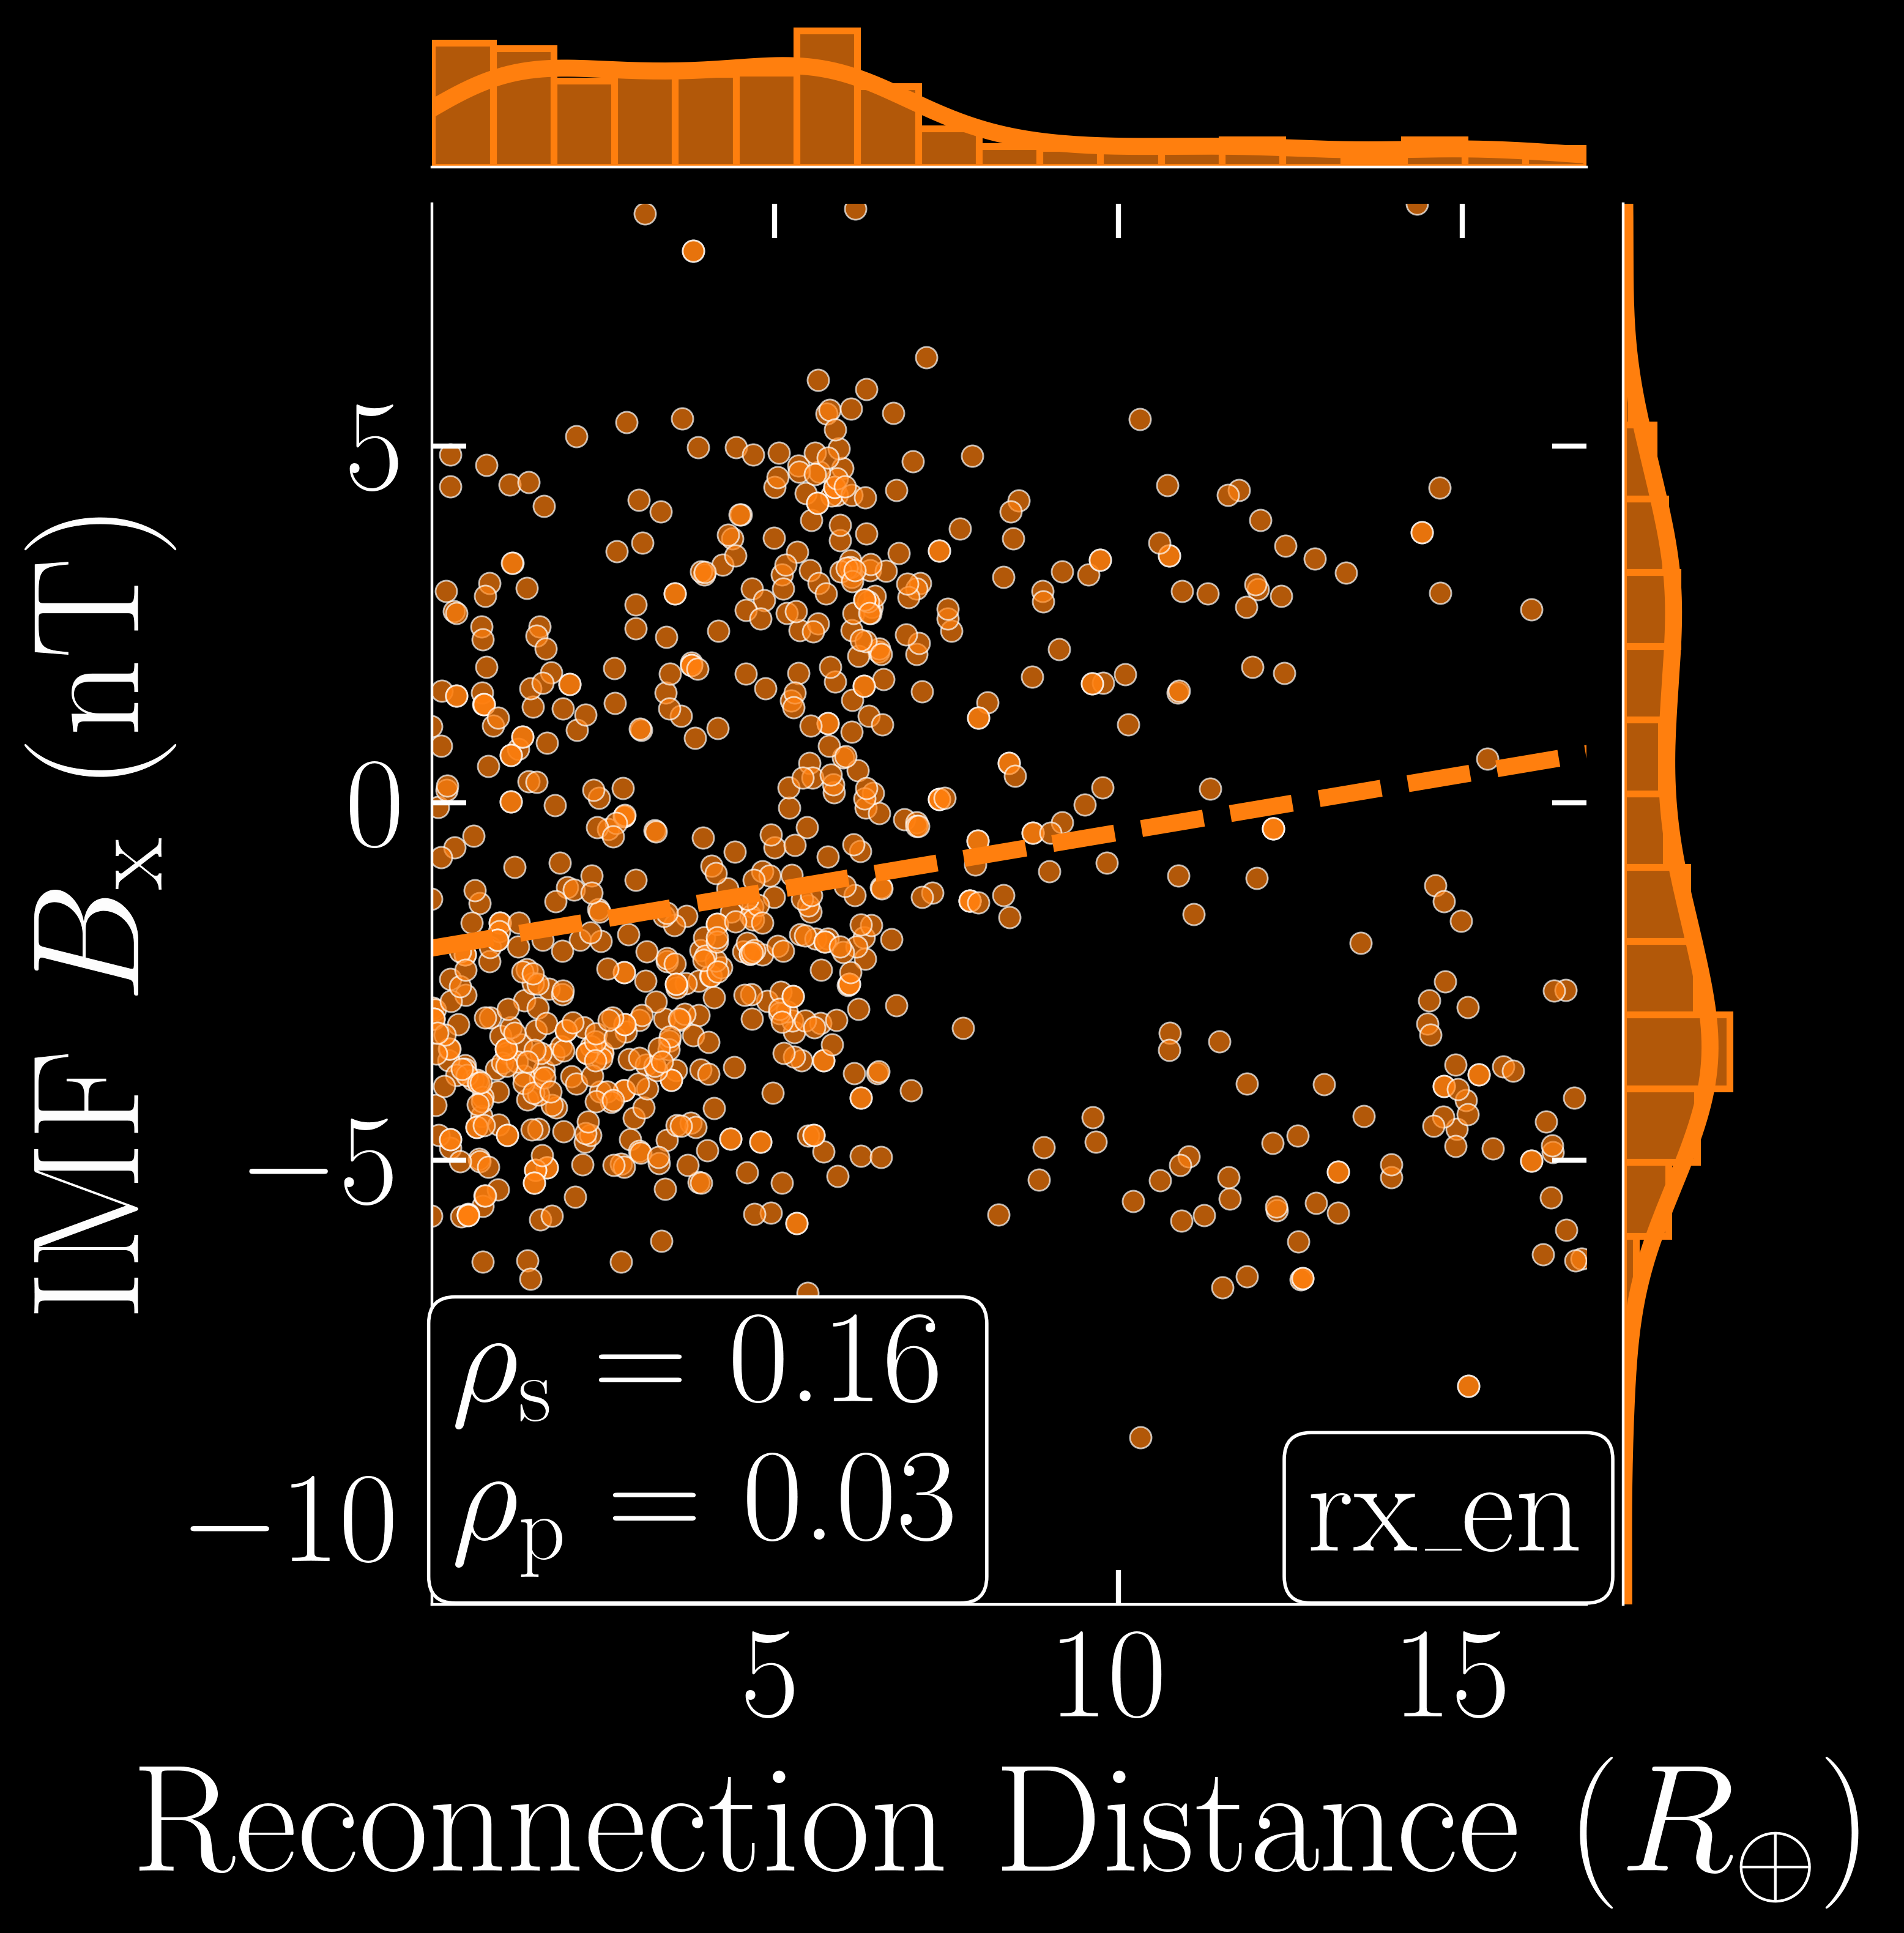 IMF Bₓ (nT)
5
0
−5
−10
ρₛ = 0.16
ρₚ = 0.03
rx_en
5 10 15
Reconnection Distance (R⊕)